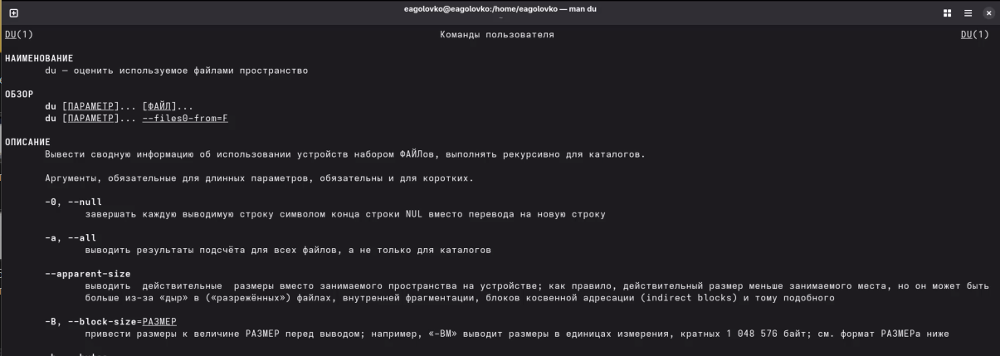 eagolovko@eagolovko:/home/eagolovko — man du
DU(1) Команды пользователя DU(1)
НАИМЕНОВАНИЕ
du — оценить используемое файлами пространство
ОБЗОР
du [ПАРАМЕТР]... [ФАЙЛ]...
du [ПАРАМЕТР]... --files0-from=F
ОПИСАНИЕ
Вывести сводную информацию об использовании устройств набором ФАЙЛов, выполнять рекурсивно для каталогов.
Аргументы, обязательные для длинных параметров, обязательны и для коротких.
-0, --null
завершать каждую выводимую строку символом конца строки NUL вместо перевода на новую строку
-a, --all
выводить результаты подсчёта для всех файлов, а не только для каталогов
--apparent-size
выводить действительные размеры вместо занимаемого пространства на устройстве; как правило, действительный размер меньше занимаемого места, но он может быть
больше из-за «дыр» в («разрежённых») файлах, внутренней фрагментации, блоков косвенной адресации (indirect blocks) и тому подобного
-B, --block-size=РАЗМЕР
привести размеры к величине РАЗМЕР перед выводом; например, «-BM» выводит размеры в единицах измерения, кратных 1 048 576 байт; см. формат РАЗМЕРа ниже